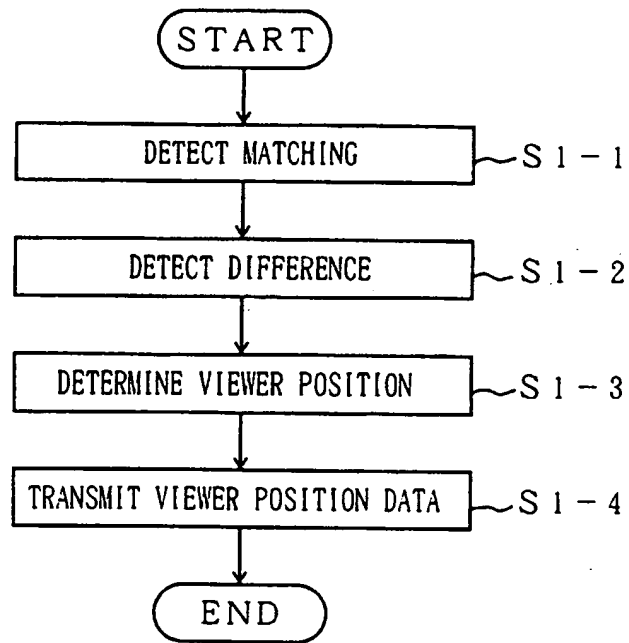 START
DETECT MATCHING S1-1
DETECT DIFFERENCE S1-2
DETERMINE VIEWER POSITION S1-3
TRANSMIT VIEWER POSITION DATA S1-4
END